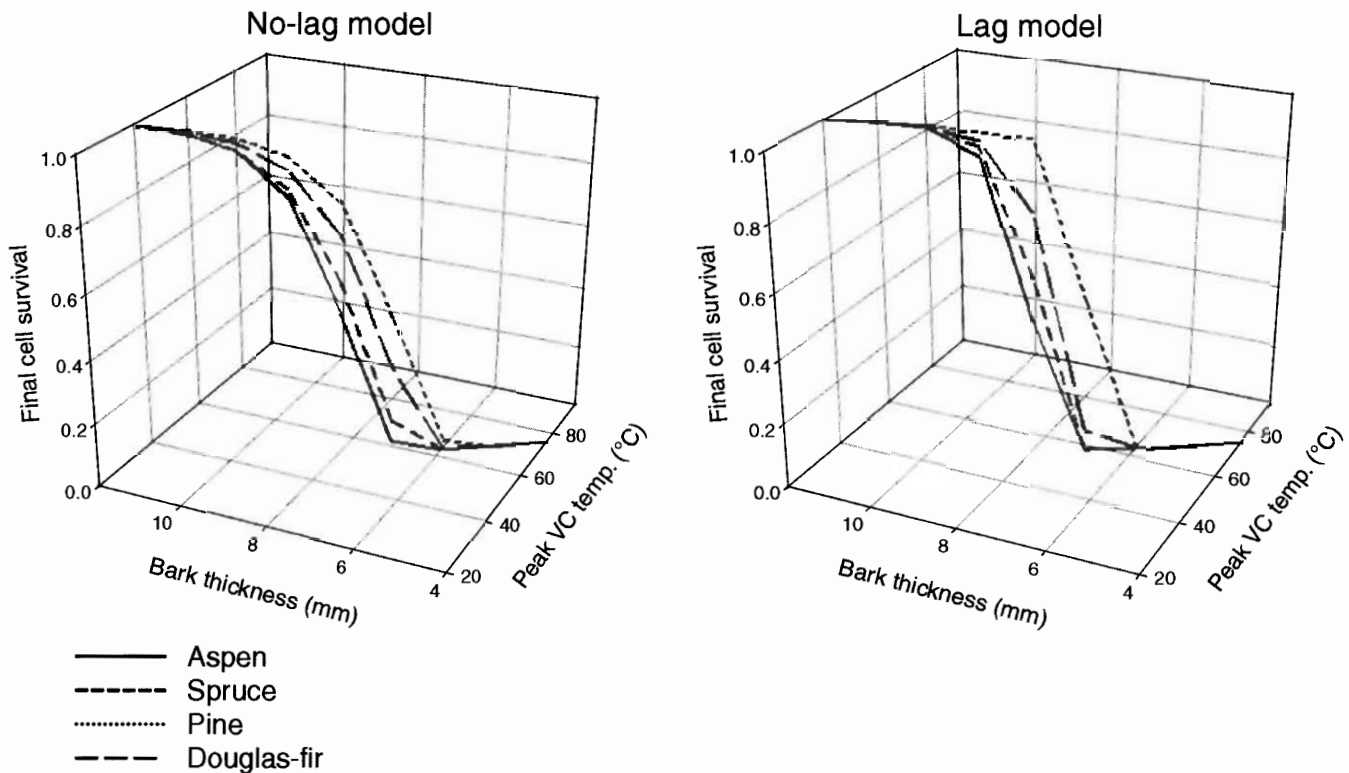 No-lag model
1.0
0.8
0.6
0.4
0.2
0.0
Final cell survival
10
8
6
4
Bark thickness (mm)
20
40
60
80
Peak VC temp. (°C)
Lag model
1.0
0.8
0.6
0.4
0.2
0.0
Final cell survival
10
8
6
4
Bark thickness (mm)
20
40
60
80
Peak VC temp. (°C)
Aspen
Spruce
Pine
Douglas-fir